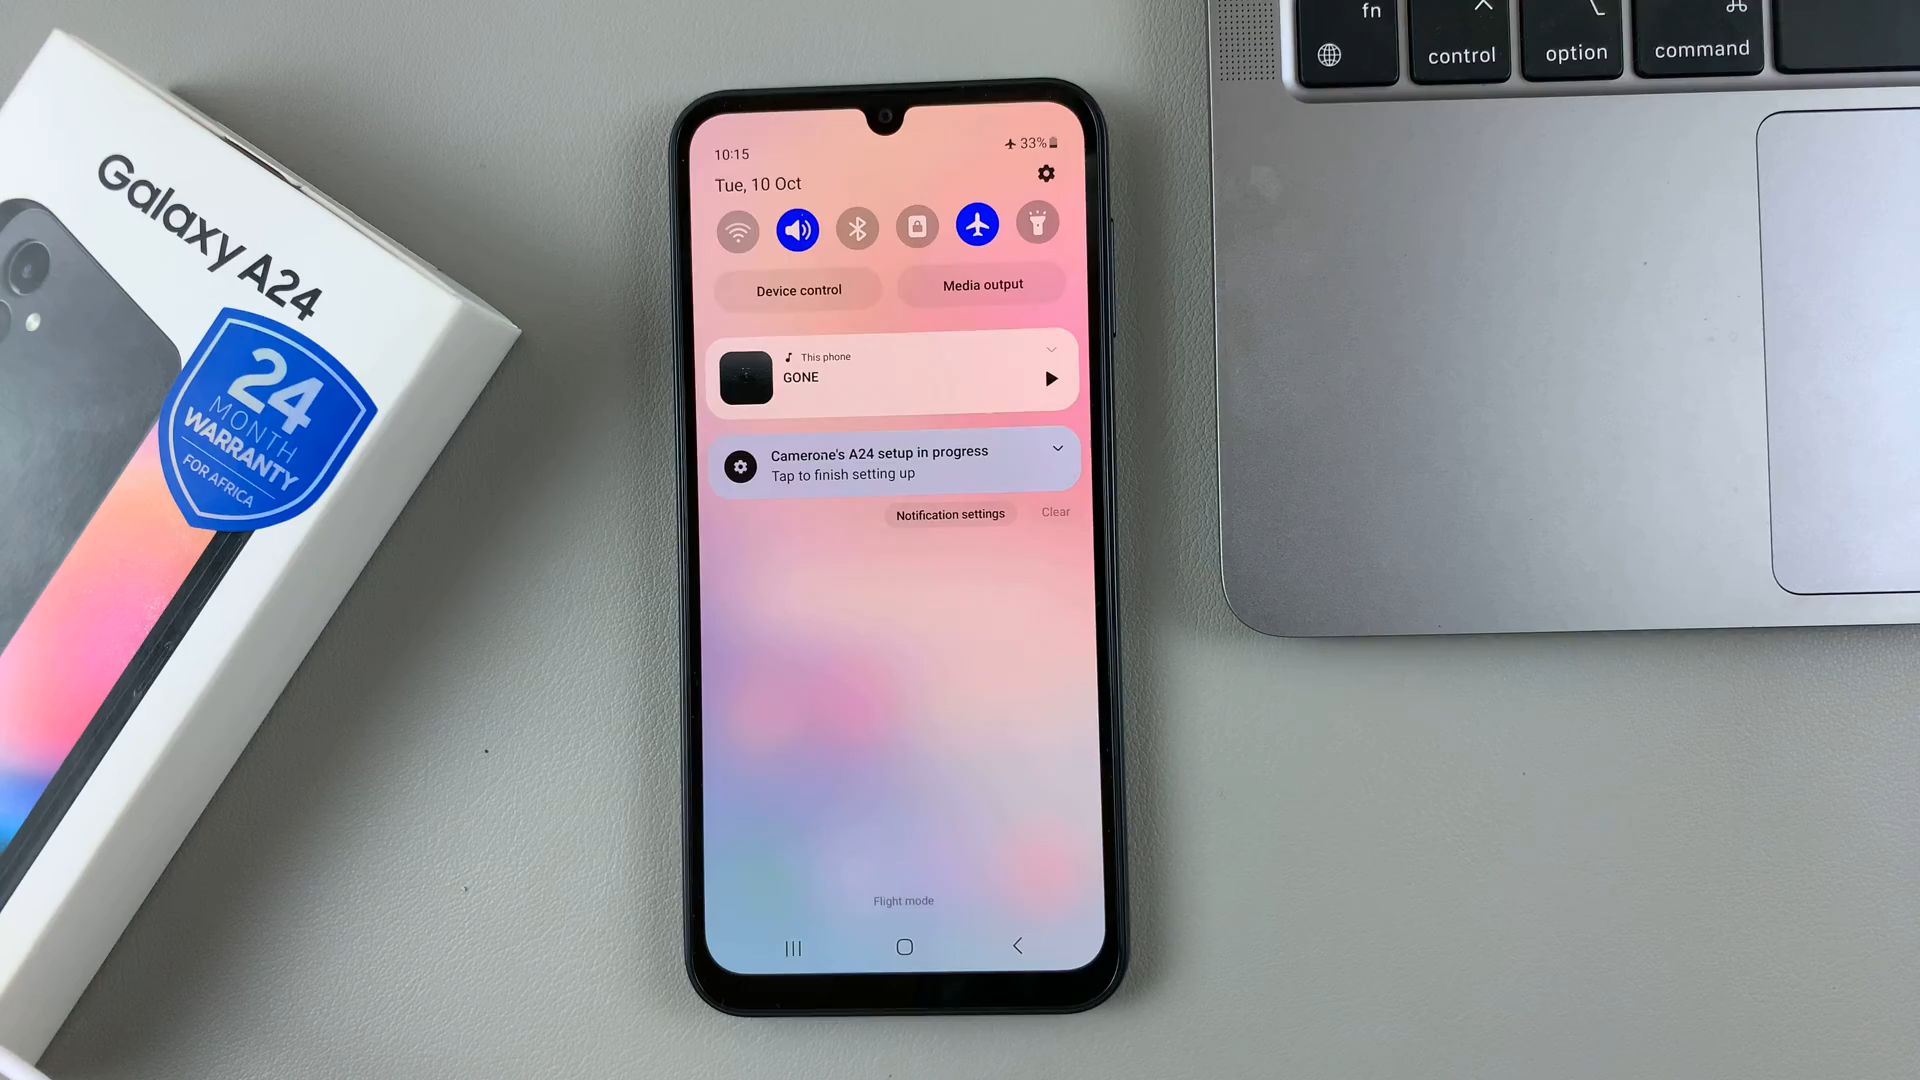 Galaxy A24
24
MONTH
WARRANTY
FOR AFRICA
10:15
33%
Tue, 10 Oct
Device control
Media output
This phone
GONE
Camerone's A24 setup in progress
Tap to finish setting up
Notification settings
Clear
Flight mode
fn
control
option
command